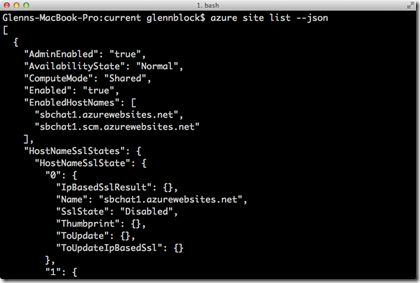 1. bash
Glenns-MacBook-Pro:current glennblock$ azure site list --json
[
  {
    "AdminEnabled": "true",
    "AvailabilityState": "Normal",
    "ComputeMode": "Shared",
    "Enabled": "true",
    "EnabledHostNames": [
      "sbchat1.azurewebsites.net",
      "sbchat1.scm.azurewebsites.net"
    ],
    "HostNameSslStates": {
      "HostNameSslState": {
        "0": {
          "IpBasedSslResult": {},
          "Name": "sbchat1.azurewebsites.net",
          "SslState": "Disabled",
          "Thumbprint": {},
          "ToUpdate": {},
          "ToUpdateIpBasedSsl": {}
        },
        "1": {